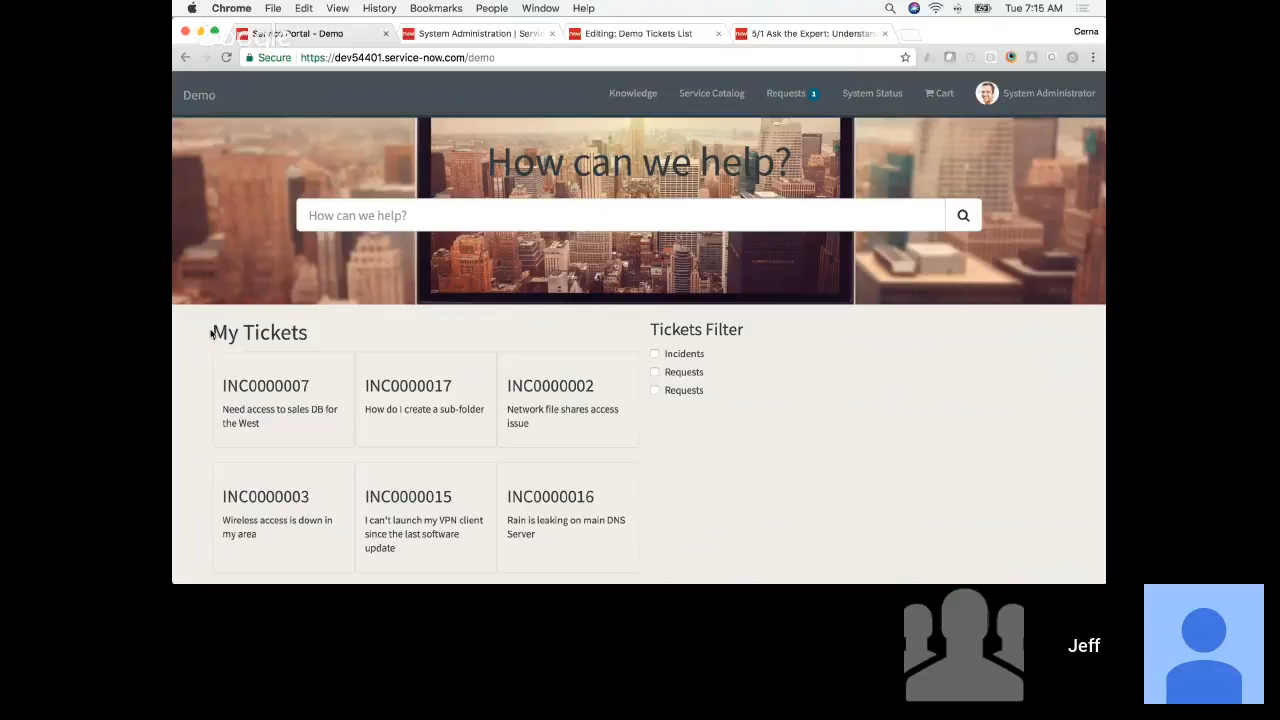 Chrome File Edit View History Bookmarks People Window Help Tue 7:15 AM
Portal - Demo System Administration | Servic Editing: Demo Tickets List 5/1 Ask the Expert: Understan Cerna
Secure https://dev54401.service-now.com/demo
Demo Knowledge Service Catalog Requests 1 System Status Cart System Administrator
How can we help?
How can we help?
My Tickets
Tickets Filter
Incidents
Requests
Requests
INC0000007 INC0000017 INC0000002
Need access to sales DB for How do I create a sub-folder Network file shares access
the West issue
INC0000003 INC0000015 INC0000016
Wireless access is down in I can't launch my VPN client Rain is leaking on main DNS
my area since the last software Server
update
Jeff